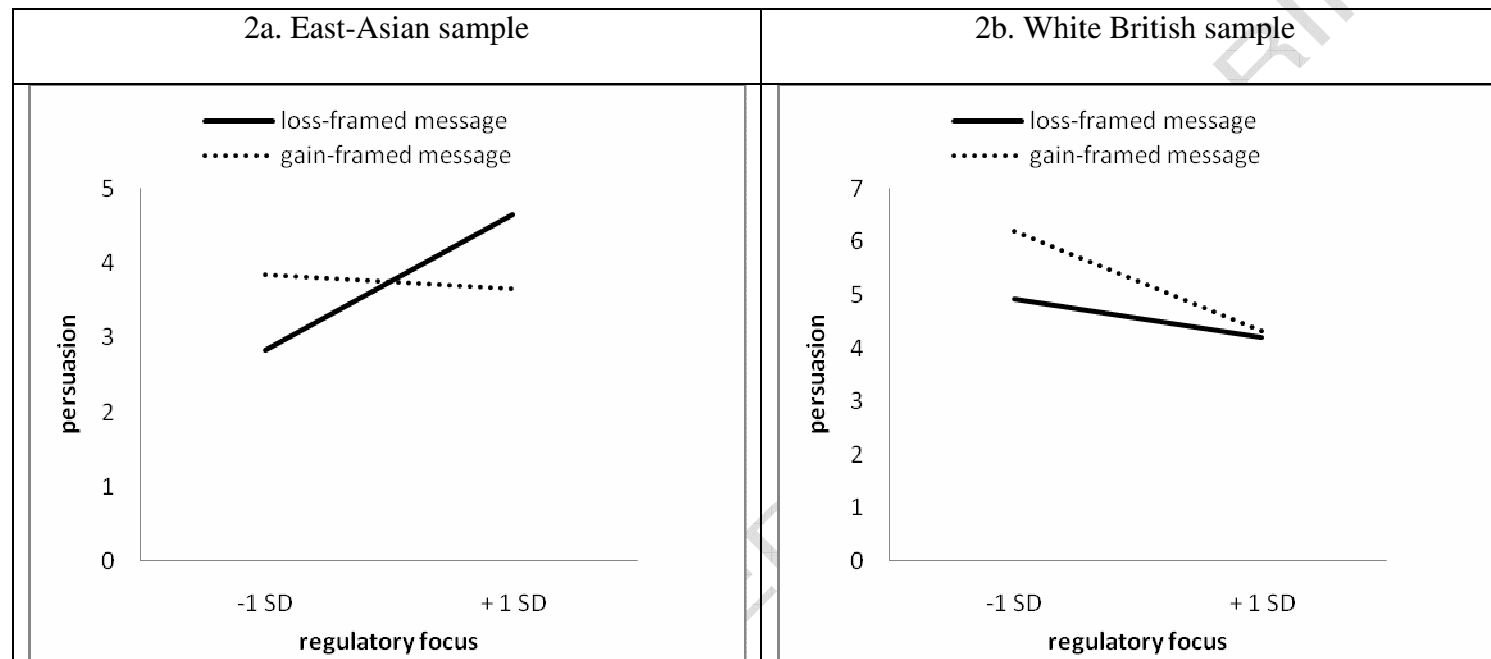 2a. East-Asian sample
2b. White British sample
loss-framed message
gain-framed message
5
4
3
2
1
0
persuasion
-1 SD
+ 1 SD
regulatory focus
loss-framed message
gain-framed message
7
6
5
4
3
2
1
0
persuasion
-1 SD
+ 1 SD
regulatory focus